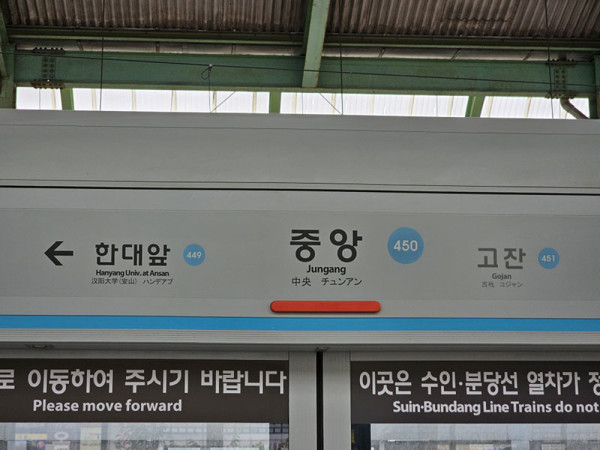 ← 한대앞 449
Hanyang Univ. at Ansan
汉阳大学(安山) ハンデアプ
중앙 450
Jungang
中央 チュンアン
고잔 451
Gojan
古栈 コジャン
로 이동하여 주시기 바랍니다
Please move forward
이곳은 수인·분당선 열차가 정
Suin·Bundang Line Trains do not